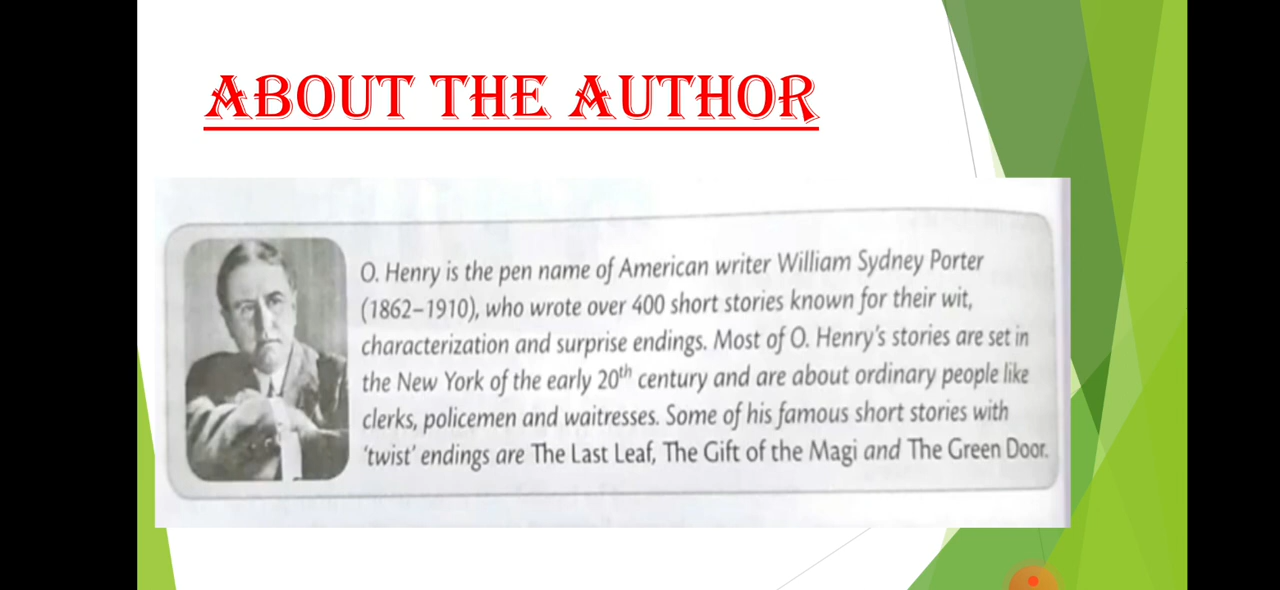 ABOUT THE AUTHOR
O. Henry is the pen name of American writer William Sydney Porter
(1862–1910), who wrote over 400 short stories known for their wit,
characterization and surprise endings. Most of O. Henry's stories are set in
the New York of the early 20th century and are about ordinary people like
clerks, policemen and waitresses. Some of his famous short stories with
'twist' endings are The Last Leaf, The Gift of the Magi and The Green Door.